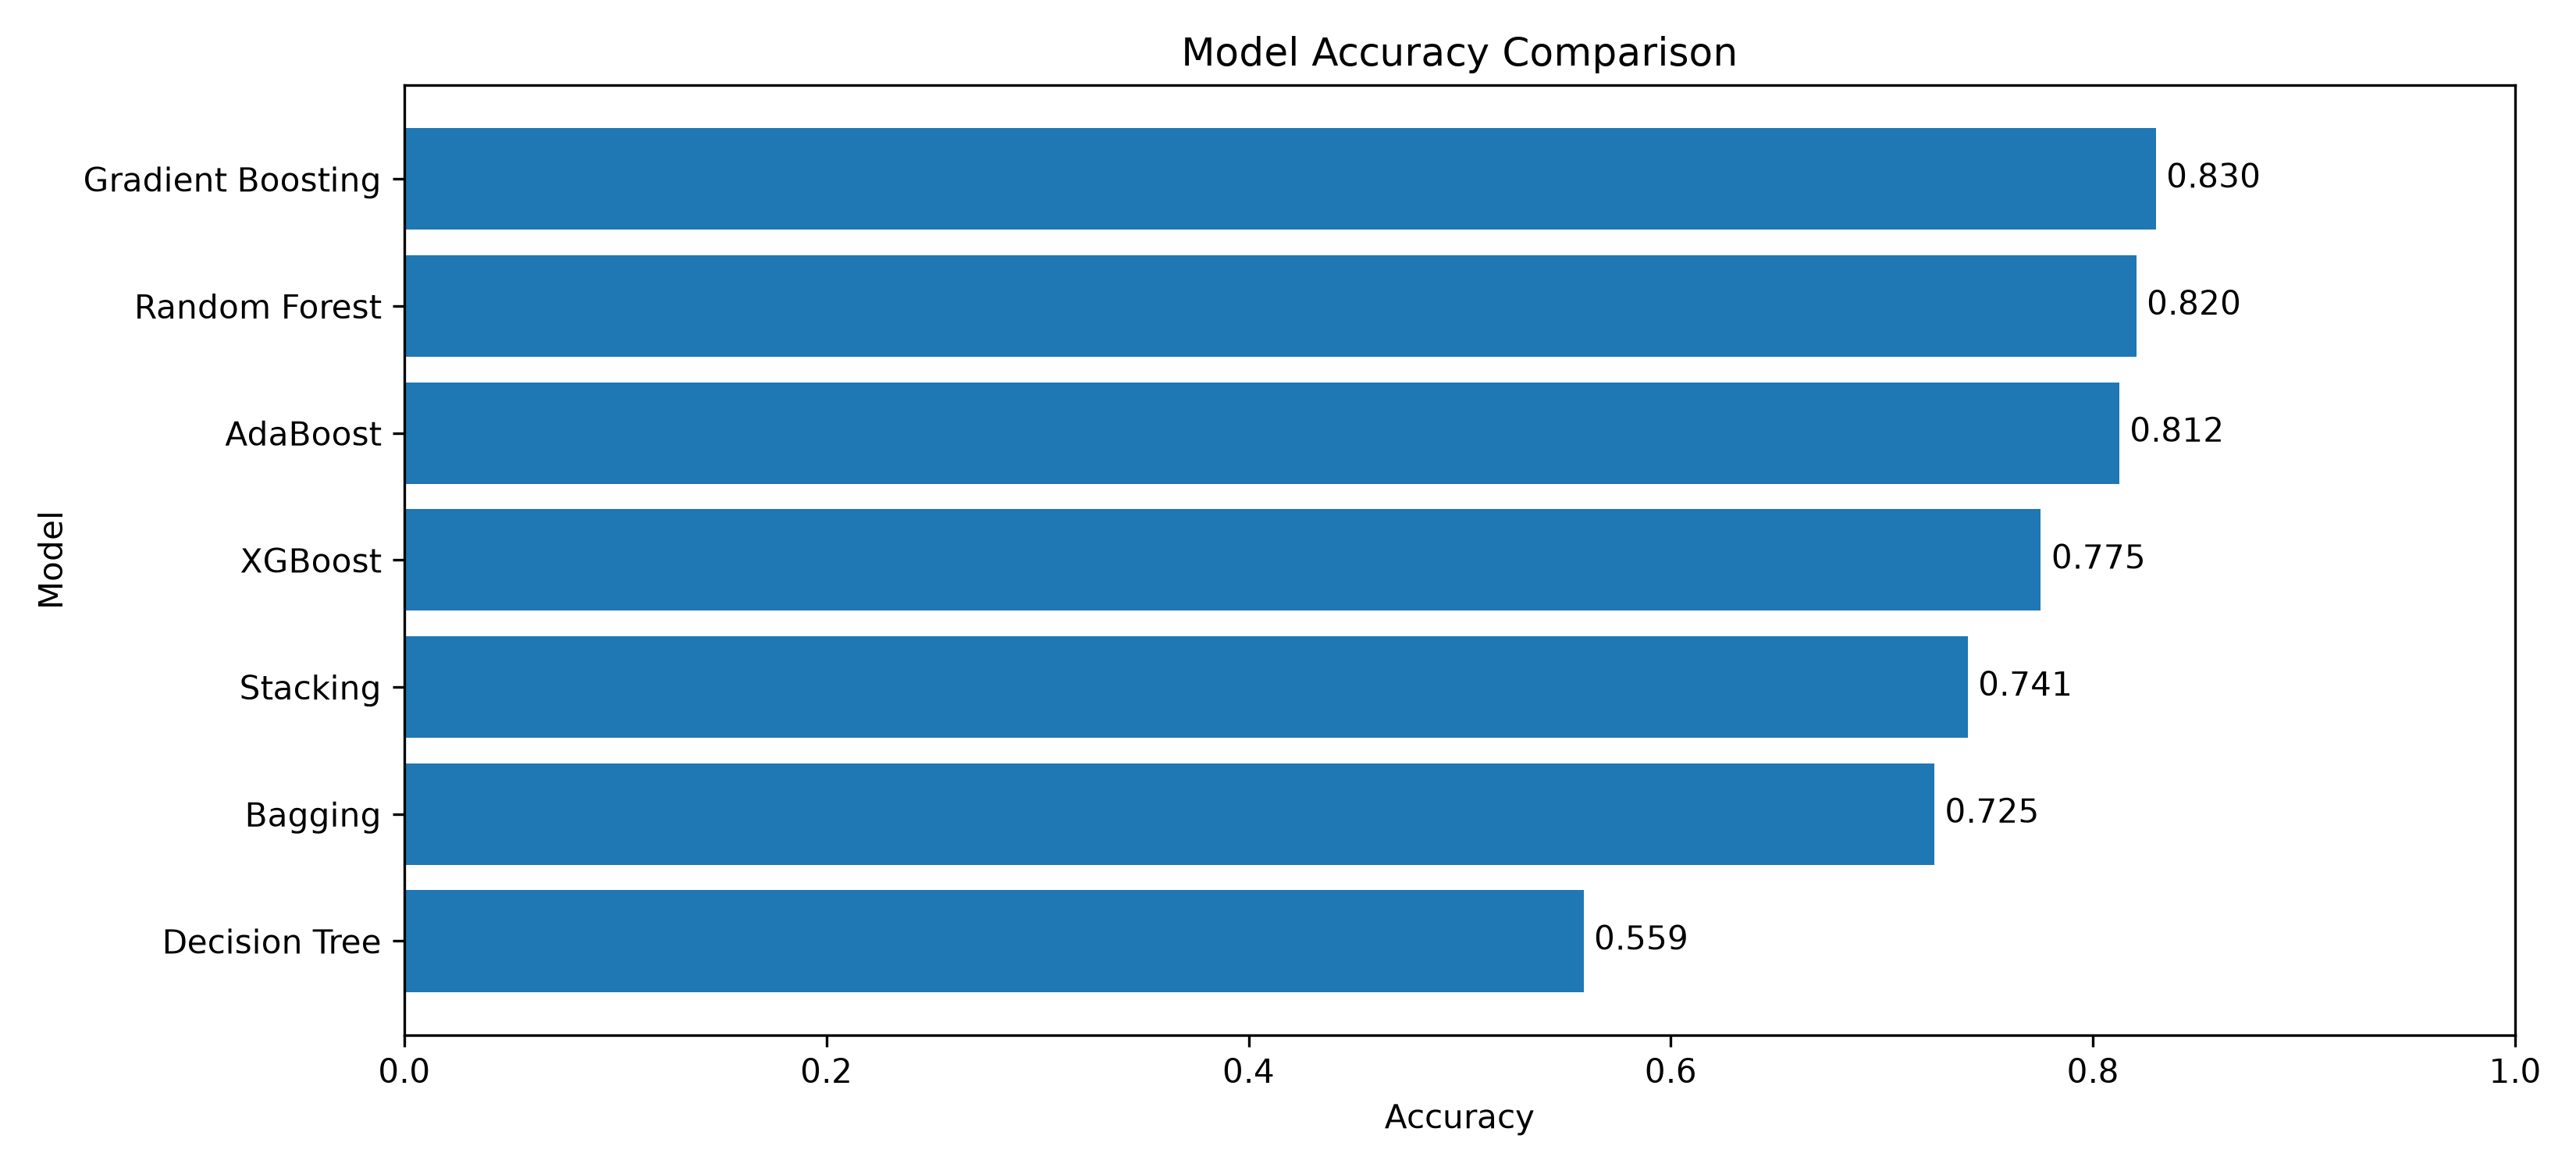 Model Accuracy Comparison
Model
Gradient Boosting 0.830
Random Forest 0.820
AdaBoost 0.812
XGBoost 0.775
Stacking 0.741
Bagging 0.725
Decision Tree 0.559
0.0 0.2 0.4 0.6 0.8 1.0
Accuracy